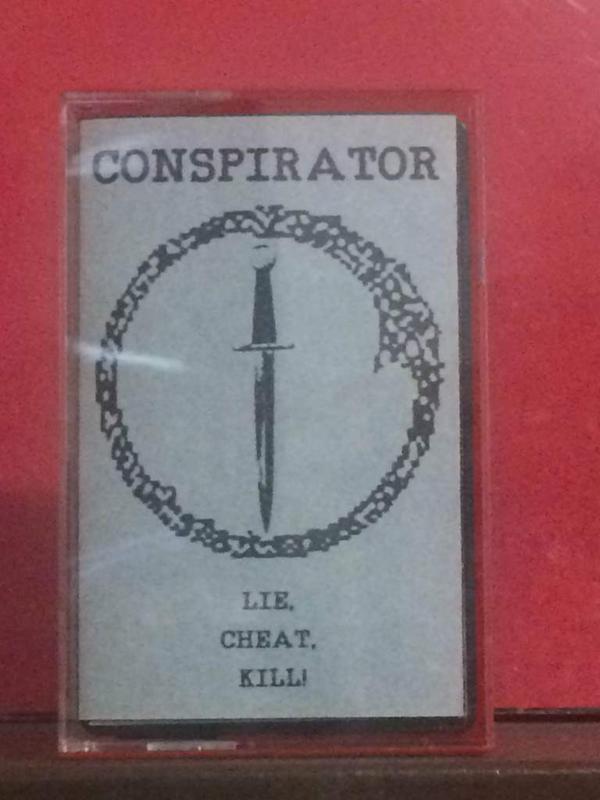 CONSPIRATOR
LIE,
CHEAT,
KILL!